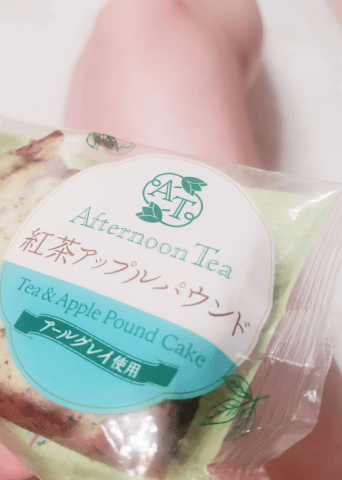 A.T.
Afternoon Tea
紅茶アップルパウンド
Tea & Apple Pound Cake
アールグレイ使用